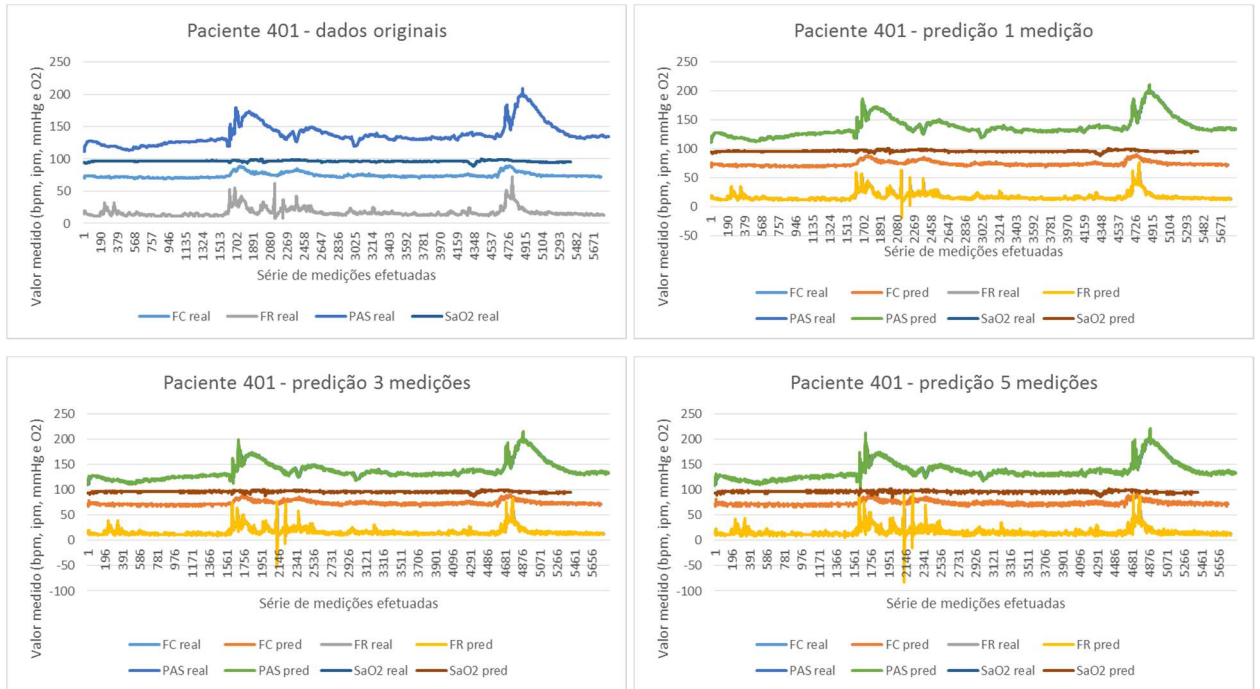 Paciente 401 - dados originais
Valor medido (bpm, ipm, mmHg e O2)
250
200
150
100
50
0
1 190 379 568 757 946 1135 1324 1513 1702 1891 2080 2269 2458 2647 2836 3025 3214 3403 3592 3781 3970 4159 4348 4537 4726 4915 5104 5293 5482 5671
Série de medições efetuadas
FC real FR real PAS real SaO2 real
Paciente 401 - predição 1 medição
Valor medido (bpm, ipm, mmHg e O2)
250
200
150
100
50
0
-50
1 190 379 568 757 946 1135 1324 1513 1702 1891 2080 2269 2458 2647 2836 3025 3214 3403 3592 3781 3970 4159 4348 4537 4726 4915 5104 5293 5482 5671
Série de medições efetuadas
FC real FC pred FR real FR pred
PAS real PAS pred SaO2 real SaO2 pred
Paciente 401 - predição 3 medições
Valor medido (bpm, ipm, mmHg e O2)
250
200
150
100
50
0
-50
-100
1 196 391 586 781 976 1171 1366 1561 1756 1951 2146 2341 2536 2731 2926 3121 3316 3511 3706 3901 4096 4291 4486 4681 4876 5071 5266 5461 5656
Série de medições efetuadas
FC real FC pred FR real FR pred
PAS real PAS pred SaO2 real SaO2 pred
Paciente 401 - predição 5 medições
Valor medido (bpm, ipm, mmHg e O2)
250
200
150
100
50
0
-50
-100
1 196 391 586 781 976 1171 1366 1561 1756 1951 2146 2341 2536 2731 2926 3121 3316 3511 3706 3901 4096 4291 4486 4681 4876 5071 5266 5461 5656
Série de medições efetuadas
FC real FC pred FR real FR pred
PAS real PAS pred SaO2 real SaO2 pred